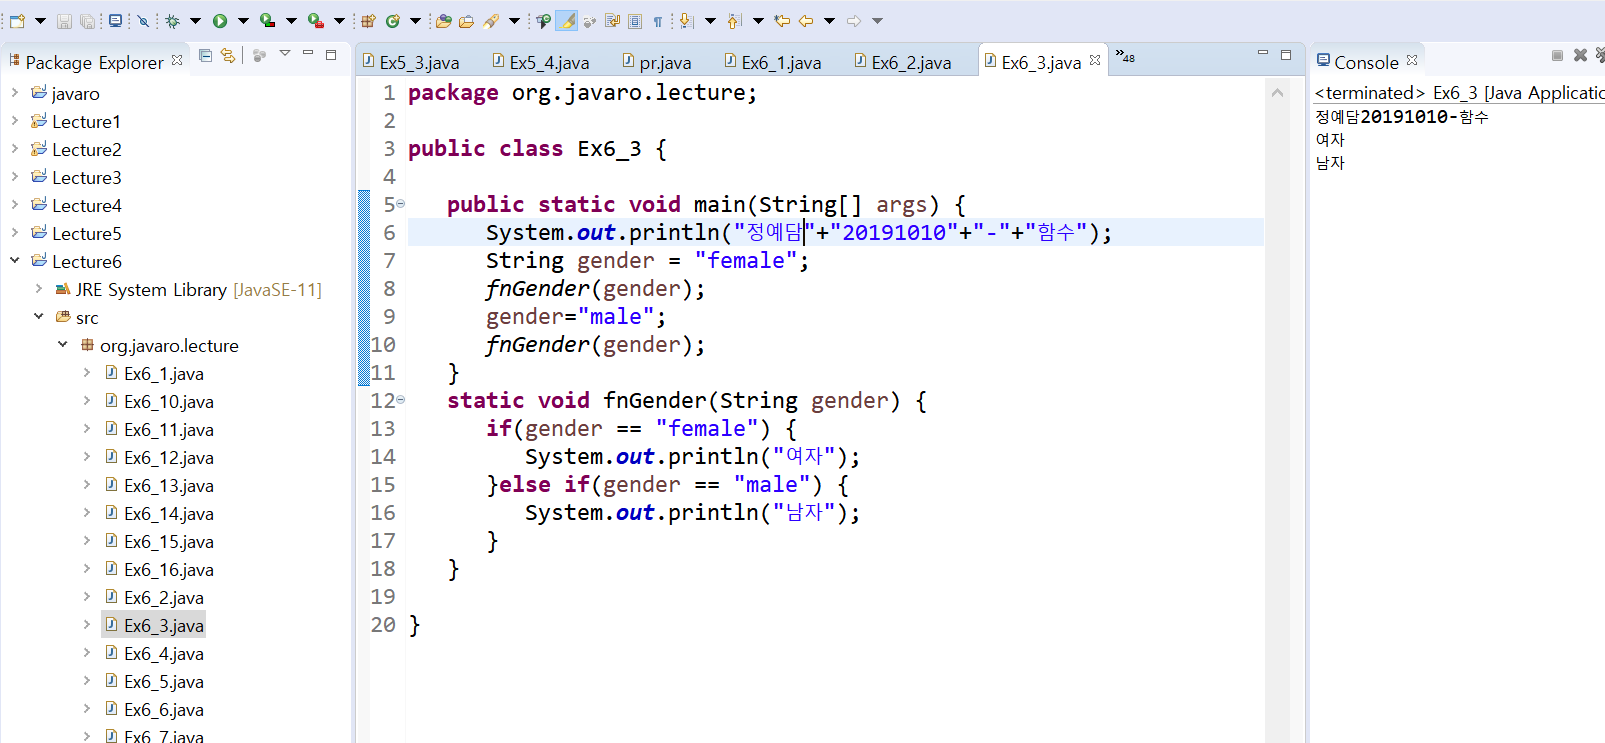 Package Explorer
javaro
Lecture1
Lecture2
Lecture3
Lecture4
Lecture5
Lecture6
JRE System Library [JavaSE-11]
src
org.javaro.lecture
Ex6_1.java
Ex6_10.java
Ex6_11.java
Ex6_12.java
Ex6_13.java
Ex6_14.java
Ex6_15.java
Ex6_16.java
Ex6_2.java
Ex6_3.java
Ex6_4.java
Ex6_5.java
Ex6_6.java
Ex6_7.java
Ex5_3.java Ex5_4.java pr.java Ex6_1.java Ex6_2.java Ex6_3.java »48
1 package org.javaro.lecture;
2
3 public class Ex6_3 {
4
5 public static void main(String[] args) {
6 System.out.println("정예담"+"20191010"+"-"+"함수");
7 String gender = "female";
8 fnGender(gender);
9 gender="male";
10 fnGender(gender);
11 }
12 static void fnGender(String gender) {
13 if(gender == "female") {
14 System.out.println("여자");
15 }else if(gender == "male") {
16 System.out.println("남자");
17 }
18 }
19
20 }
Console
<terminated> Ex6_3 [Java Applicatio
정예담20191010-함수
여자
남자